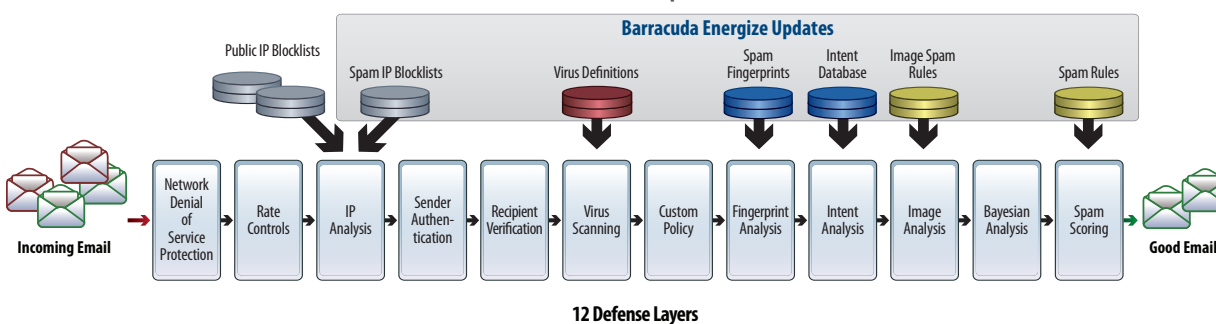 Barracuda Energize Updates
Public IP Blocklists
Spam IP Blocklists
Virus Definitions
Spam
Fingerprints
Intent
Database
Image Spam
Rules
Spam Rules
Incoming Email
Network
Denial
of
Service
Protection
Rate
Controls
IP
Analysis
Sender
Authen-
tication
Recipient
Verification
Virus
Scanning
Custom
Policy
Fingerprint
Analysis
Intent
Analysis
Image
Analysis
Bayesian
Analysis
Spam
Scoring
Good Email
12 Defense Layers